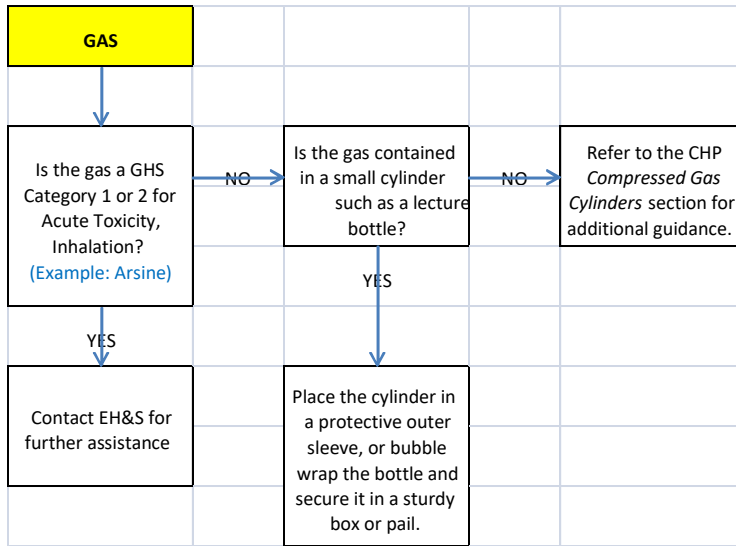 GAS
Is the gas a GHS
Category 1 or 2 for
Acute Toxicity,
Inhalation?
(Example: Arsine)
NO
Is the gas contained
in a small cylinder
such as a lecture
bottle?
NO
Refer to the CHP
Compressed Gas
Cylinders section for
additional guidance.
YES
YES
Contact EH&S for
further assistance
Place the cylinder in
a protective outer
sleeve, or bubble
wrap the bottle and
secure it in a sturdy
box or pail.